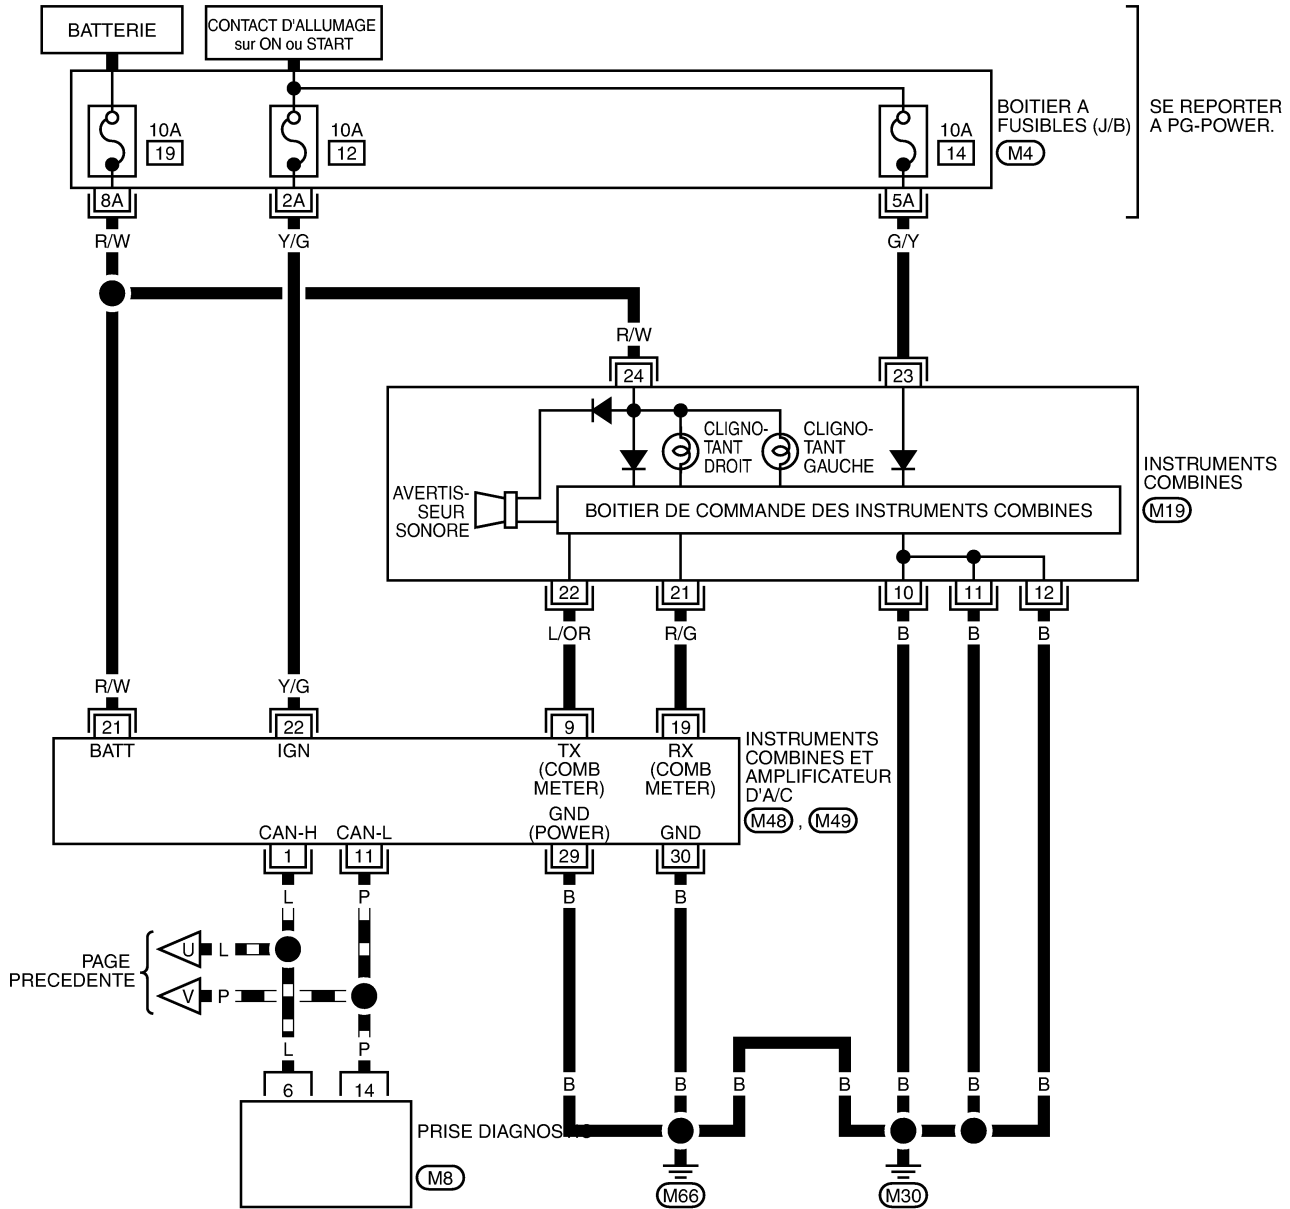 BATTERIE
CONTACT D'ALLUMAGE
sur ON ou START
10A
19
10A
12
10A
14
BOITIER A
FUSIBLES (J/B)
M4
SE REPORTER
A PG-POWER.
8A
2A
5A
R/W
Y/G
G/Y
R/W
24
23
CLIGNO-
TANT
DROIT
CLIGNO-
TANT
GAUCHE
AVERTIS-
SEUR
SONORE
BOITIER DE COMMANDE DES INSTRUMENTS COMBINES
INSTRUMENTS
COMBINES
M19
22
21
10
11
12
L/OR
R/G
B
B
B
R/W
Y/G
21
22
9
19
BATT
IGN
TX
(COMB
METER)
RX
(COMB
METER)
INSTRUMENTS
COMBINES ET
AMPLIFICATEUR
D'A/C
M48 , M49
CAN-H
CAN-L
GND
(POWER)
GND
1
11
29
30
L
P
B
B
PAGE
PRECEDENTE
U
L
V
P
L
P
6
14
B
B
B
B
B
B
B
PRISE DIAGNOSTIC
M8
M66
M30